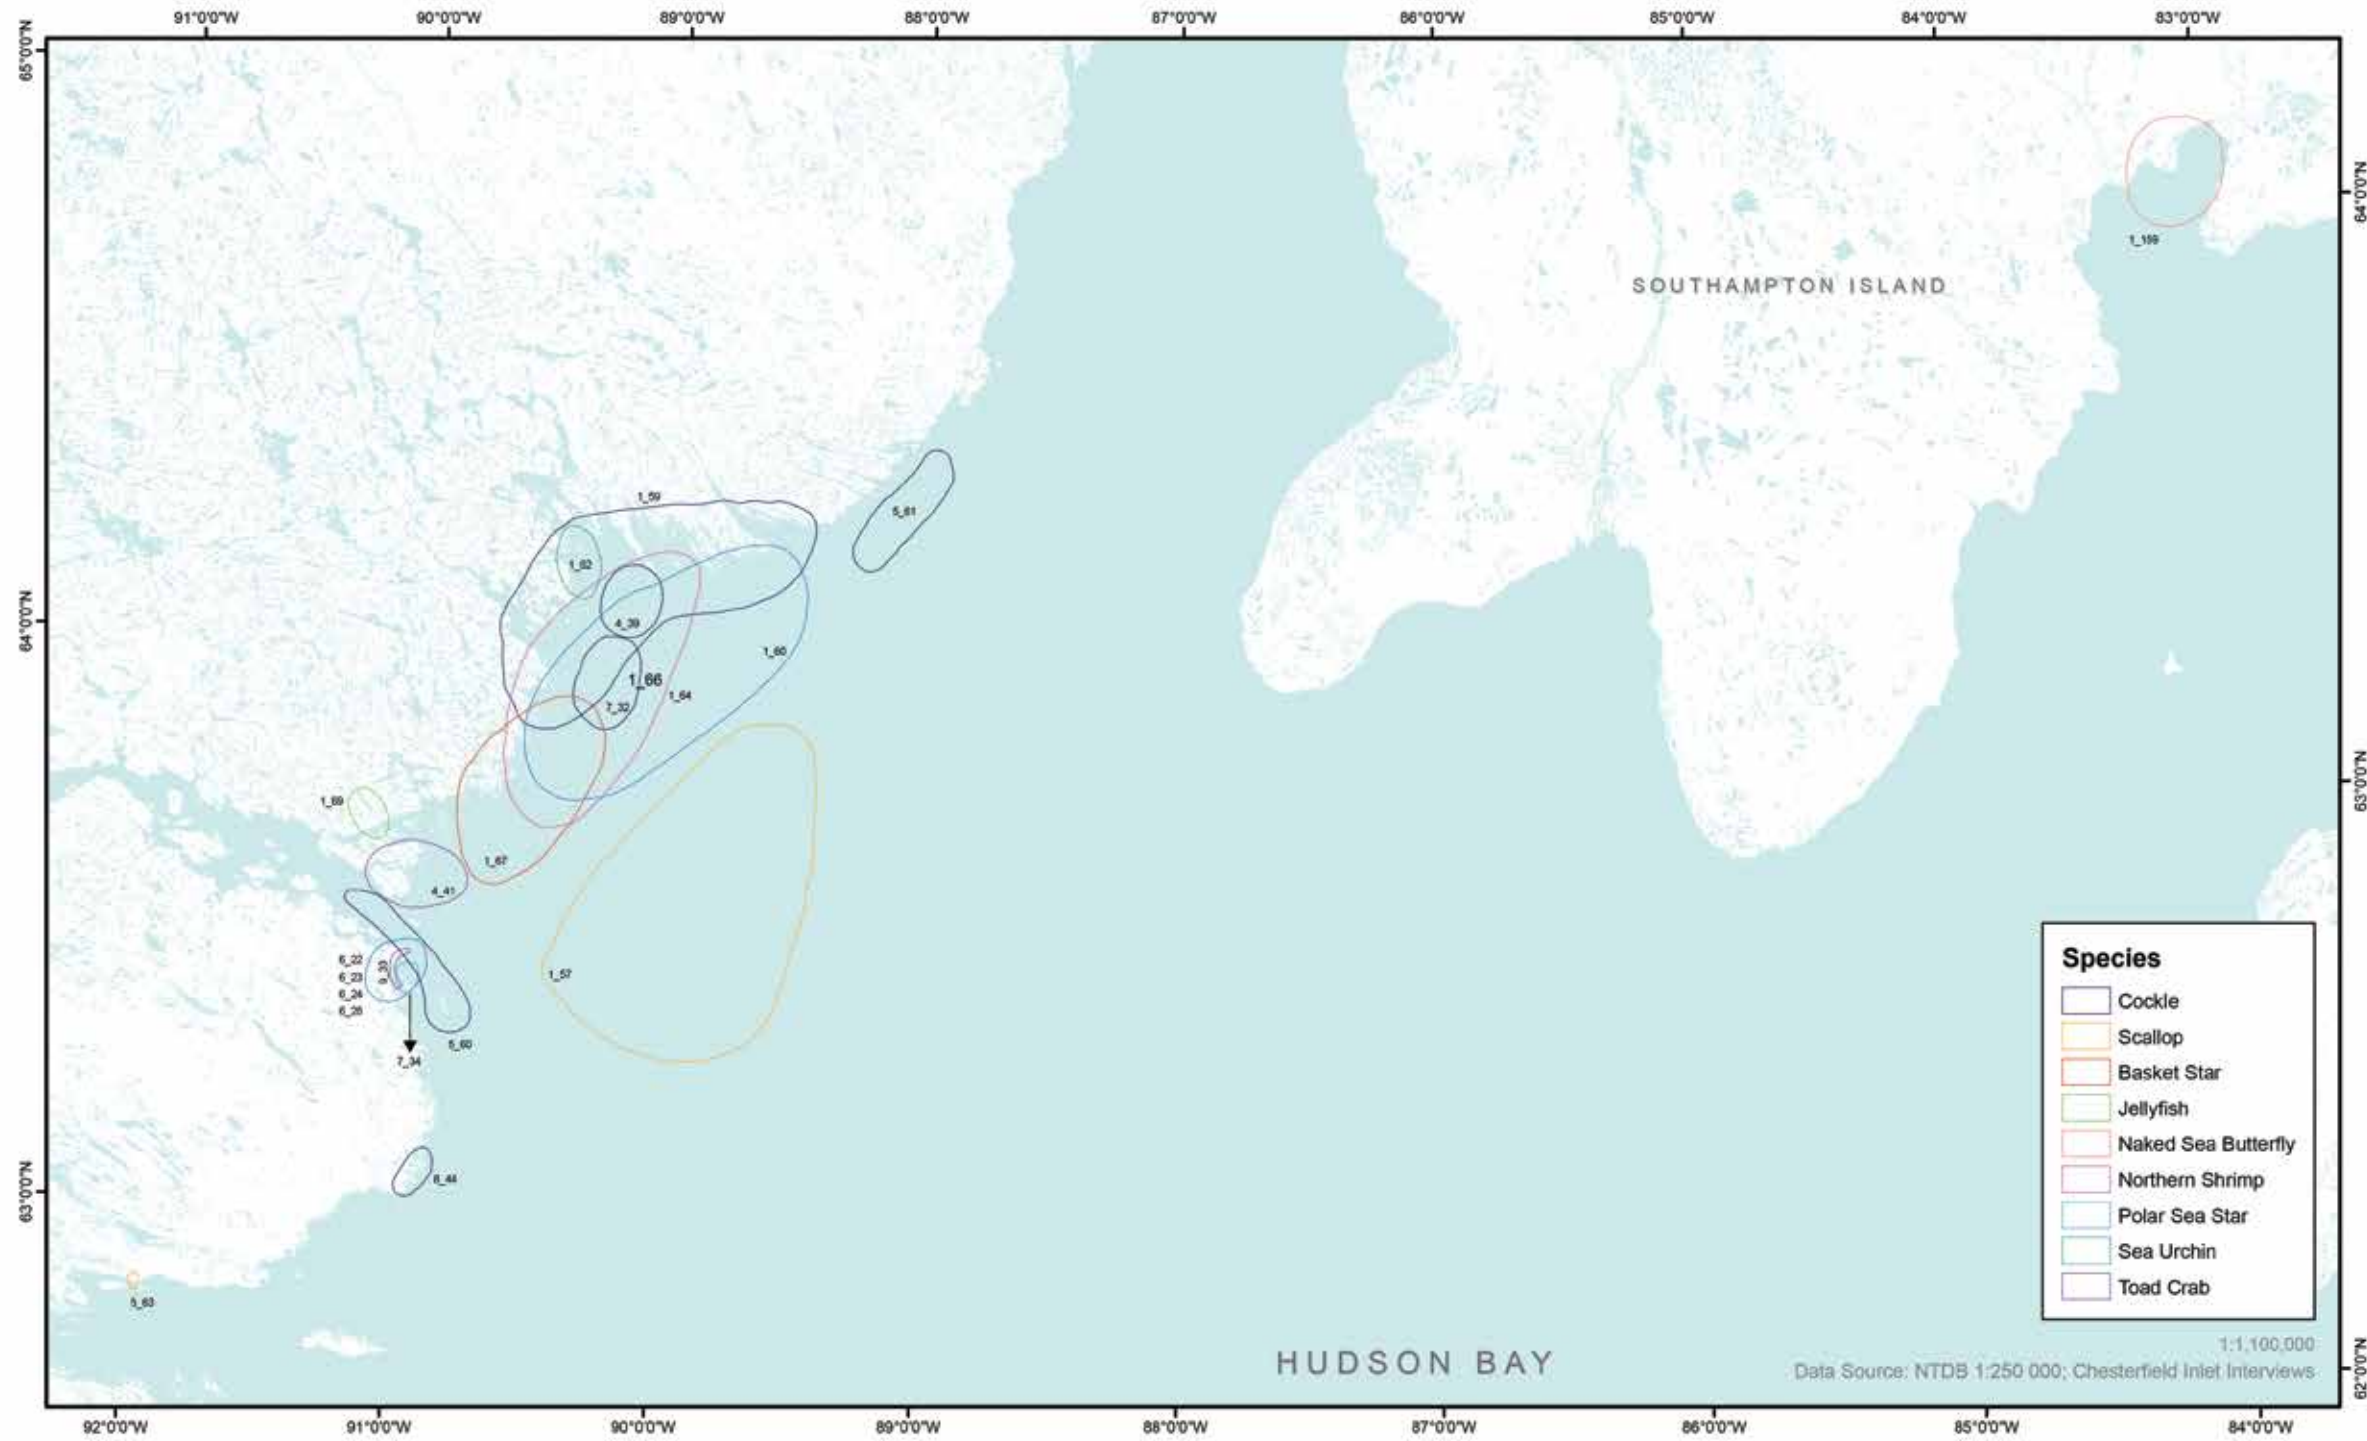 91°0'0"W 90°0'0"W 89°0'0"W 88°0'0"W 87°0'0"W 86°0'0"W 85°0'0"W 84°0'0"W 83°0'0"W
65°0'0"N
64°0'0"N
1_159
SOUTHAMPTON ISLAND
1_59
5_61
1_62
64°0'0"N
4_39
1_60
1_66
1_64
7_32
63°0'0"N
1_69
1_67
4_41
6_22
6_23
6_24
1_57
5_60
7_34
63°0'0"N
5_63
Species
Cockle
Scallop
Basket Star
Jellyfish
Naked Sea Butterfly
Northern Shrimp
Polar Sea Star
Sea Urchin
Toad Crab
1:1,100,000
HUDSON BAY
Data Source: NTDB 1:250 000; Chesterfield Inlet Interviews
62°0'0"N
92°0'0"W 91°0'0"W 90°0'0"W 89°0'0"W 88°0'0"W 87°0'0"W 86°0'0"W 85°0'0"W 84°0'0"W